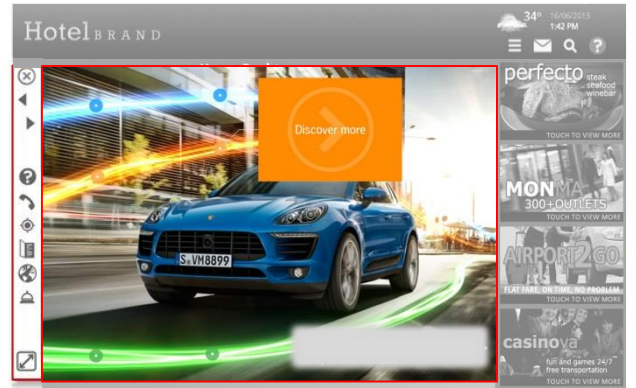 Hotel BRAND
34° 16/06/2013
1:42 PM
Discover more
S VM8899
perfecto steak
seafood
winebar
TOUCH TO VIEW MORE
MONMA
300+OUTLETS
TOUCH TO VIEW MORE
AIRPORT2GO
FLAT FARE, ON TIME, NO PROBLEM
TOUCH TO VIEW MORE
casinova
fun and games 24/7
free transportation
TOUCH TO VIEW MORE